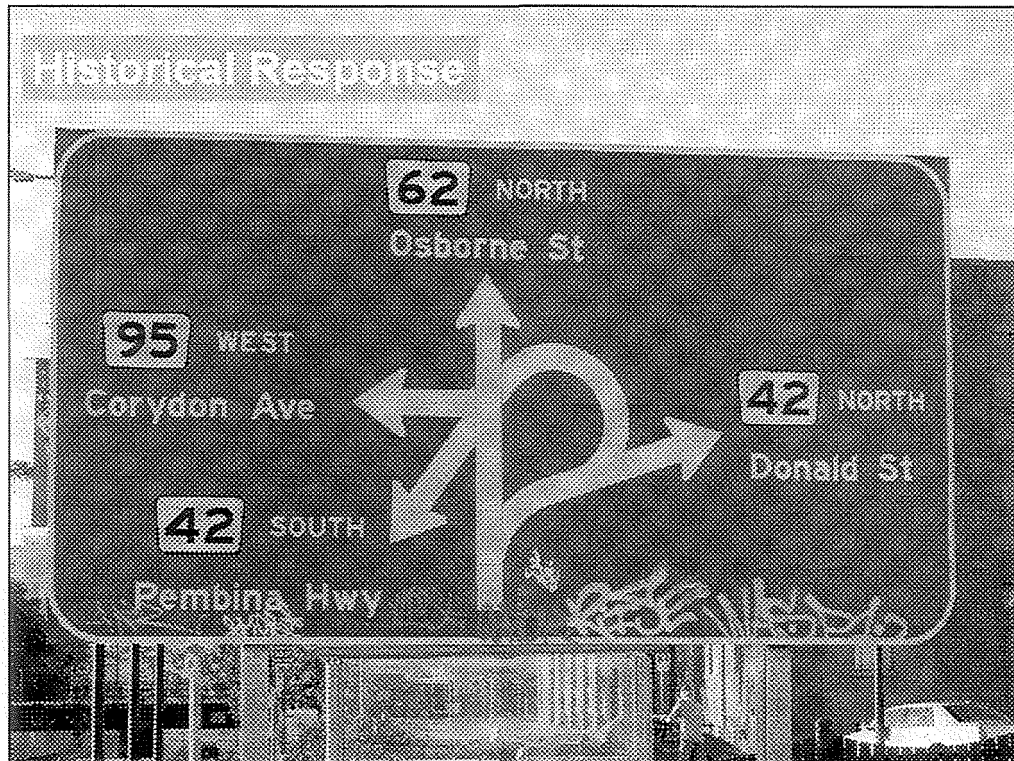 Historical Response
62 NORTH
Osborne St
95 WEST
Corydon Ave
42 NORTH
Donald St
42 SOUTH
Pembina Hwy